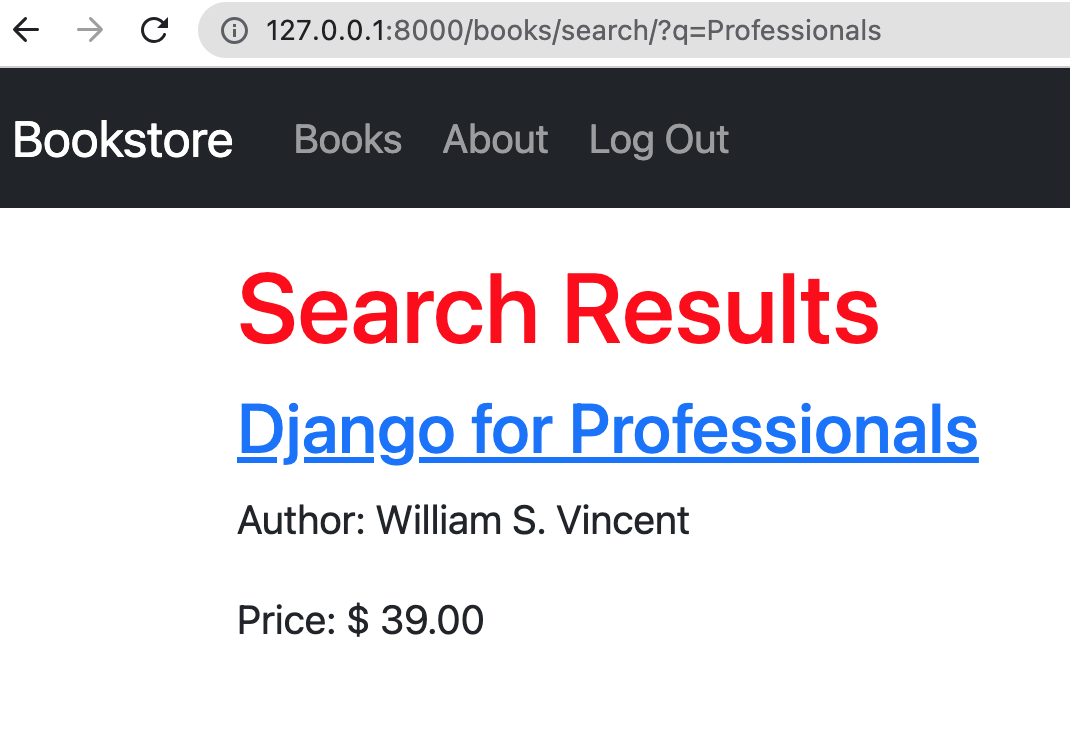 127.0.0.1:8000/books/search/?q=Professionals
Bookstore Books About Log Out
Search Results
Django for Professionals
Author: William S. Vincent
Price: $ 39.00